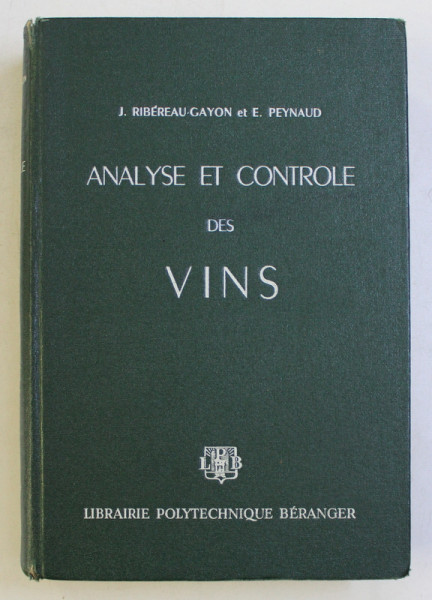 J. RIBÉREAU-GAYON et E. PEYNAUD
ANALYSE ET CONTROLE
DES
VINS
LPB
LIBRAIRIE POLYTECHNIQUE BÉRANGER